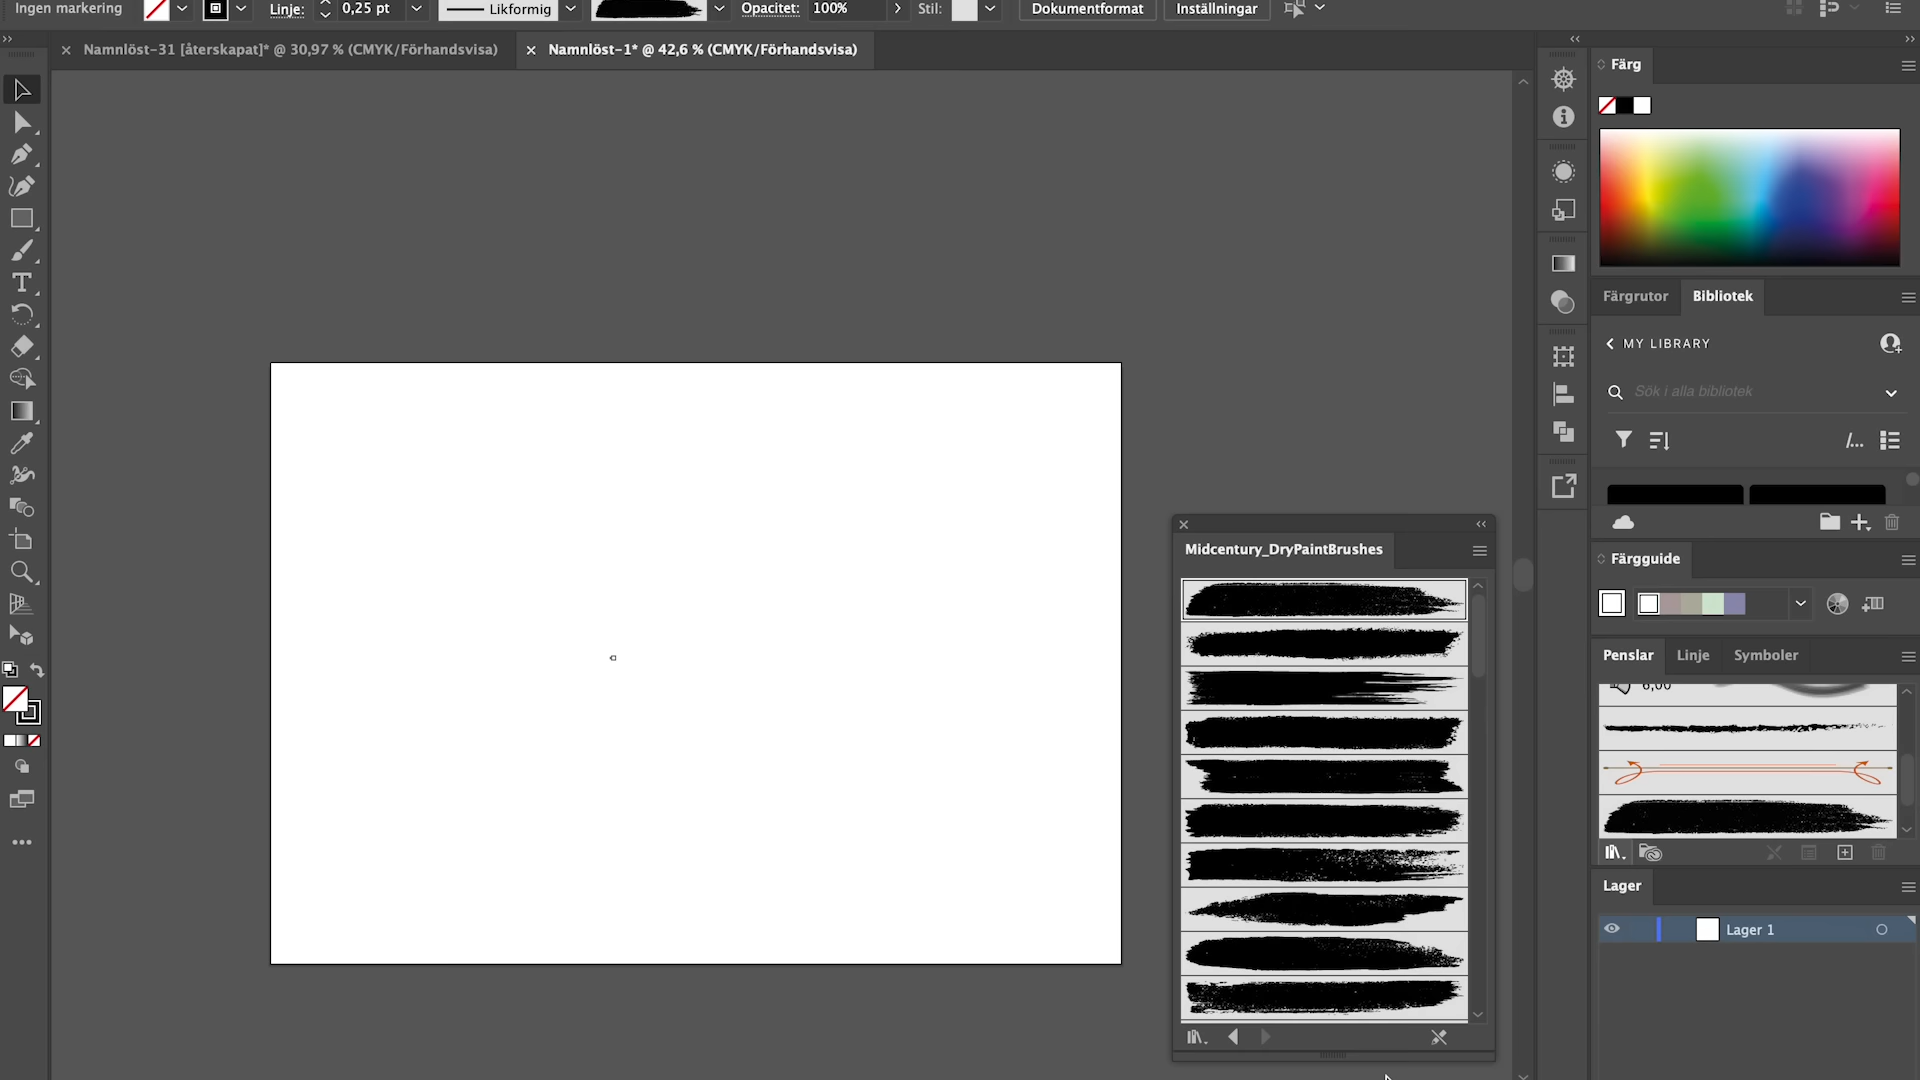 Ingen markering Linje: 0,25 pt Likformig Opacitet: 100% Stil: Dokumentformat Inställningar
Namnlöst-31 [återskapat]* @ 30,97 % (CMYK/Förhandsvisa) Namnlöst-1* @ 42,6 % (CMYK/Förhandsvisa)
Färg
Färgrutor Bibliotek
MY LIBRARY
Sök i alla bibliotek
/...
Midcentury_DryPaintBrushes
Färgguide
Penslar Linje Symboler
6,00
Lager
Lager 1